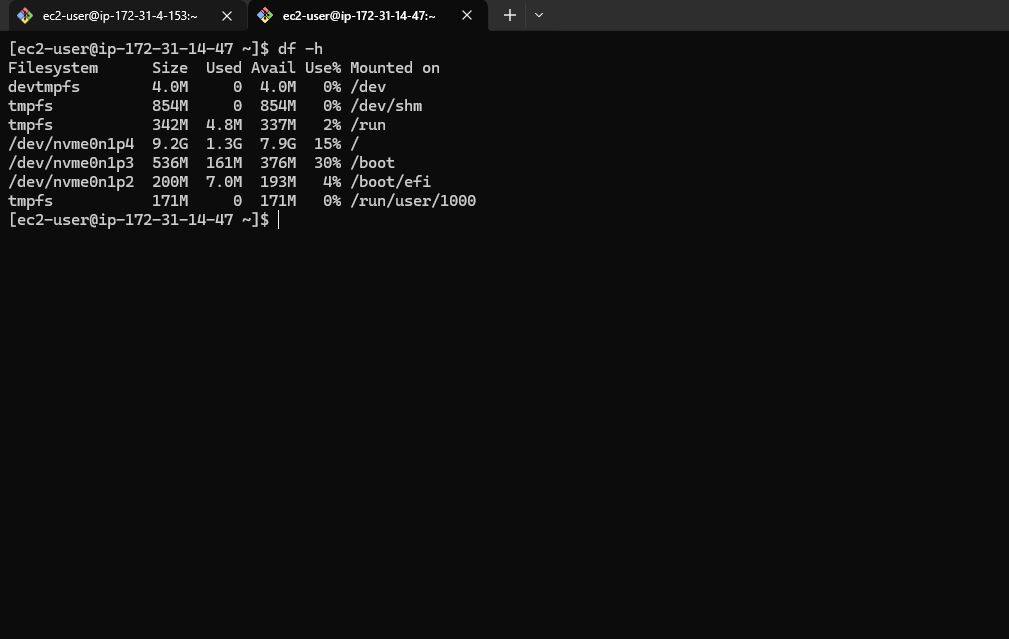 ec2-user@ip-172-31-4-153:~ ec2-user@ip-172-31-14-47:~
[ec2-user@ip-172-31-14-47 ~]$ df -h
Filesystem      Size  Used Avail Use% Mounted on
devtmpfs        4.0M     0  4.0M   0% /dev
tmpfs           854M     0  854M   0% /dev/shm
tmpfs           342M  4.8M  337M   2% /run
/dev/nvme0n1p4  9.2G  1.3G  7.9G  15% /
/dev/nvme0n1p3  536M  161M  376M  30% /boot
/dev/nvme0n1p2  200M  7.0M  193M   4% /boot/efi
tmpfs           171M     0  171M   0% /run/user/1000
[ec2-user@ip-172-31-14-47 ~]$